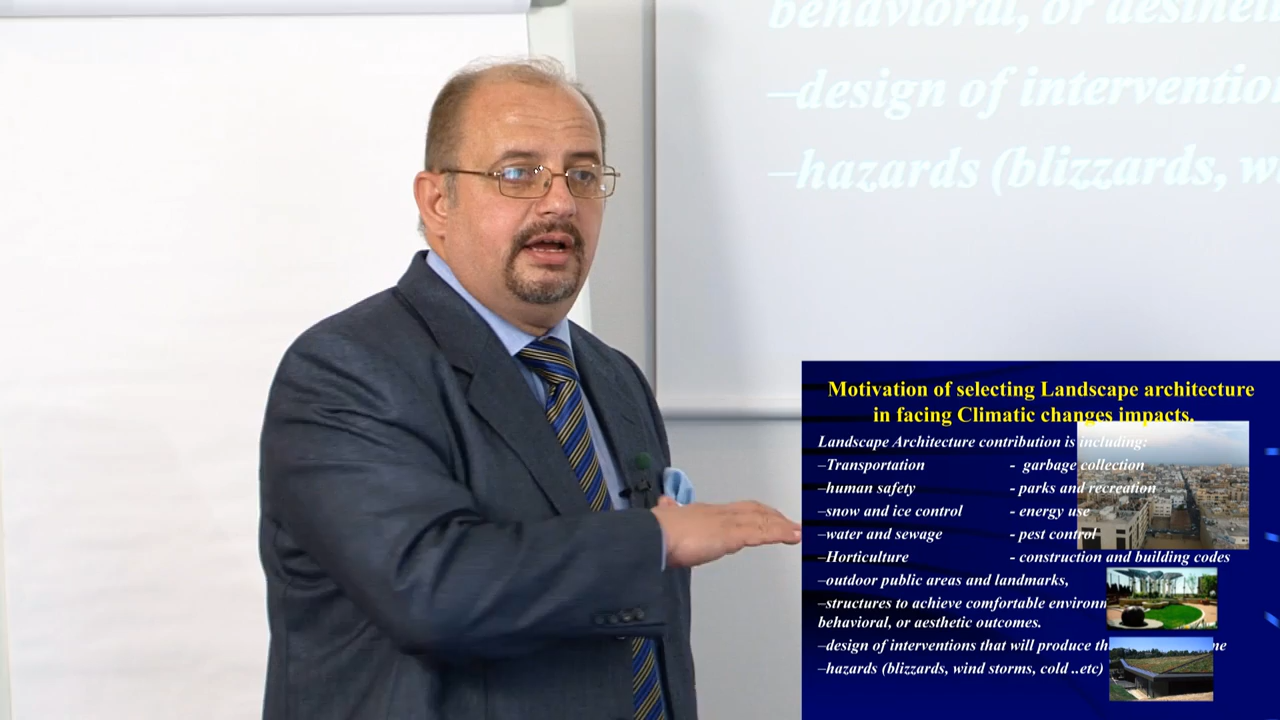 behavioral, or
–design of
–hazards (blizzards,
Motivation of selecting Landscape architecture
in facing Climatic changes impacts.
Landscape Architecture contribution is including:
–Transportation - garbage collection
–human safety - parks and recreation
–snow and ice control - energy use
–water and sewage - pest control
–Horticulture - construction and building codes
–outdoor public areas and landmarks,
–structures to achieve comfortable
behavioral, or aesthetic outcomes.
–design of interventions that will produce
–hazards (blizzards, wind storms, cold ..etc)